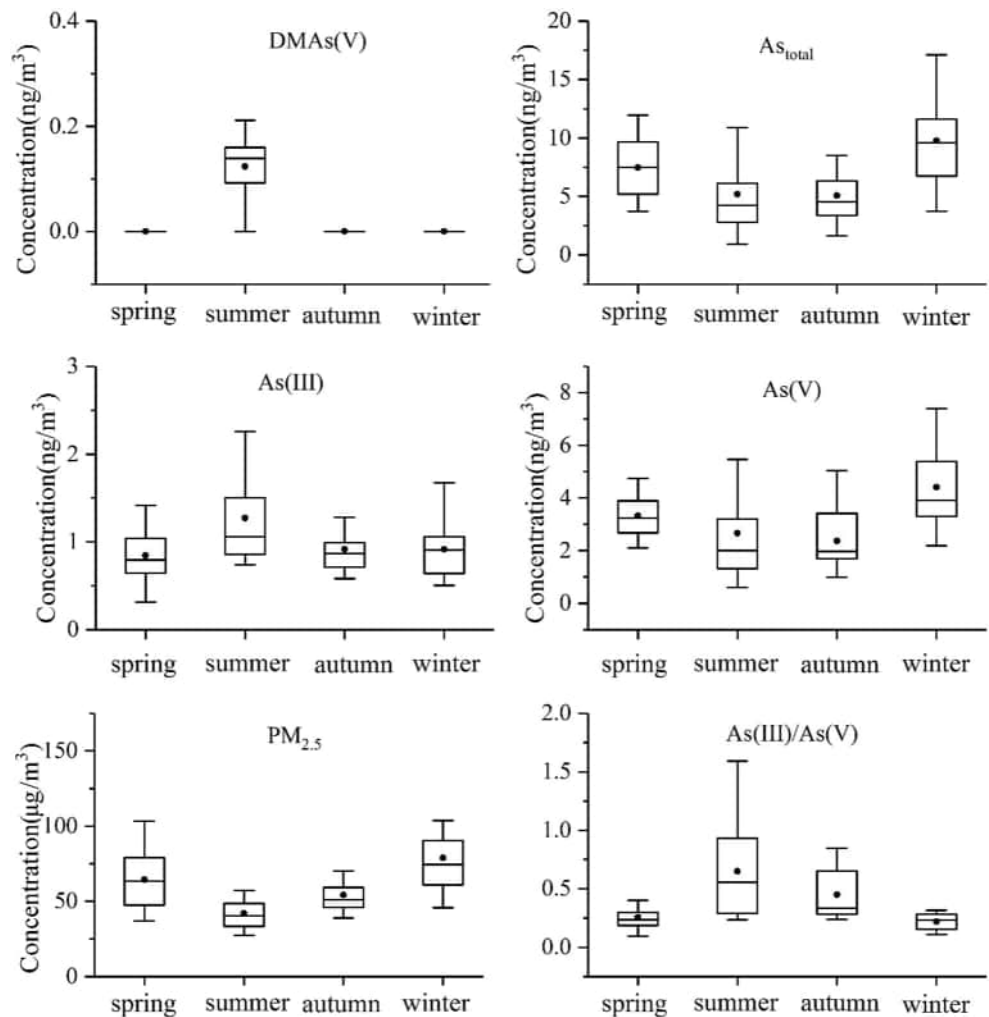 DMAs(V)
Concentration(ng/m³)
0.4
0.2
0.0
spring summer autumn winter
As_total
Concentration(ng/m³)
20
15
10
5
0
spring summer autumn winter
As(III)
Concentration(ng/m³)
3
2
1
0
spring summer autumn winter
As(V)
Concentration(ng/m³)
8
6
4
2
0
spring summer autumn winter
PM₂.₅
Concentration(µg/m³)
150
100
50
0
spring summer autumn winter
As(III)/As(V)
2.0
1.5
1.0
0.5
0.0
spring summer autumn winter